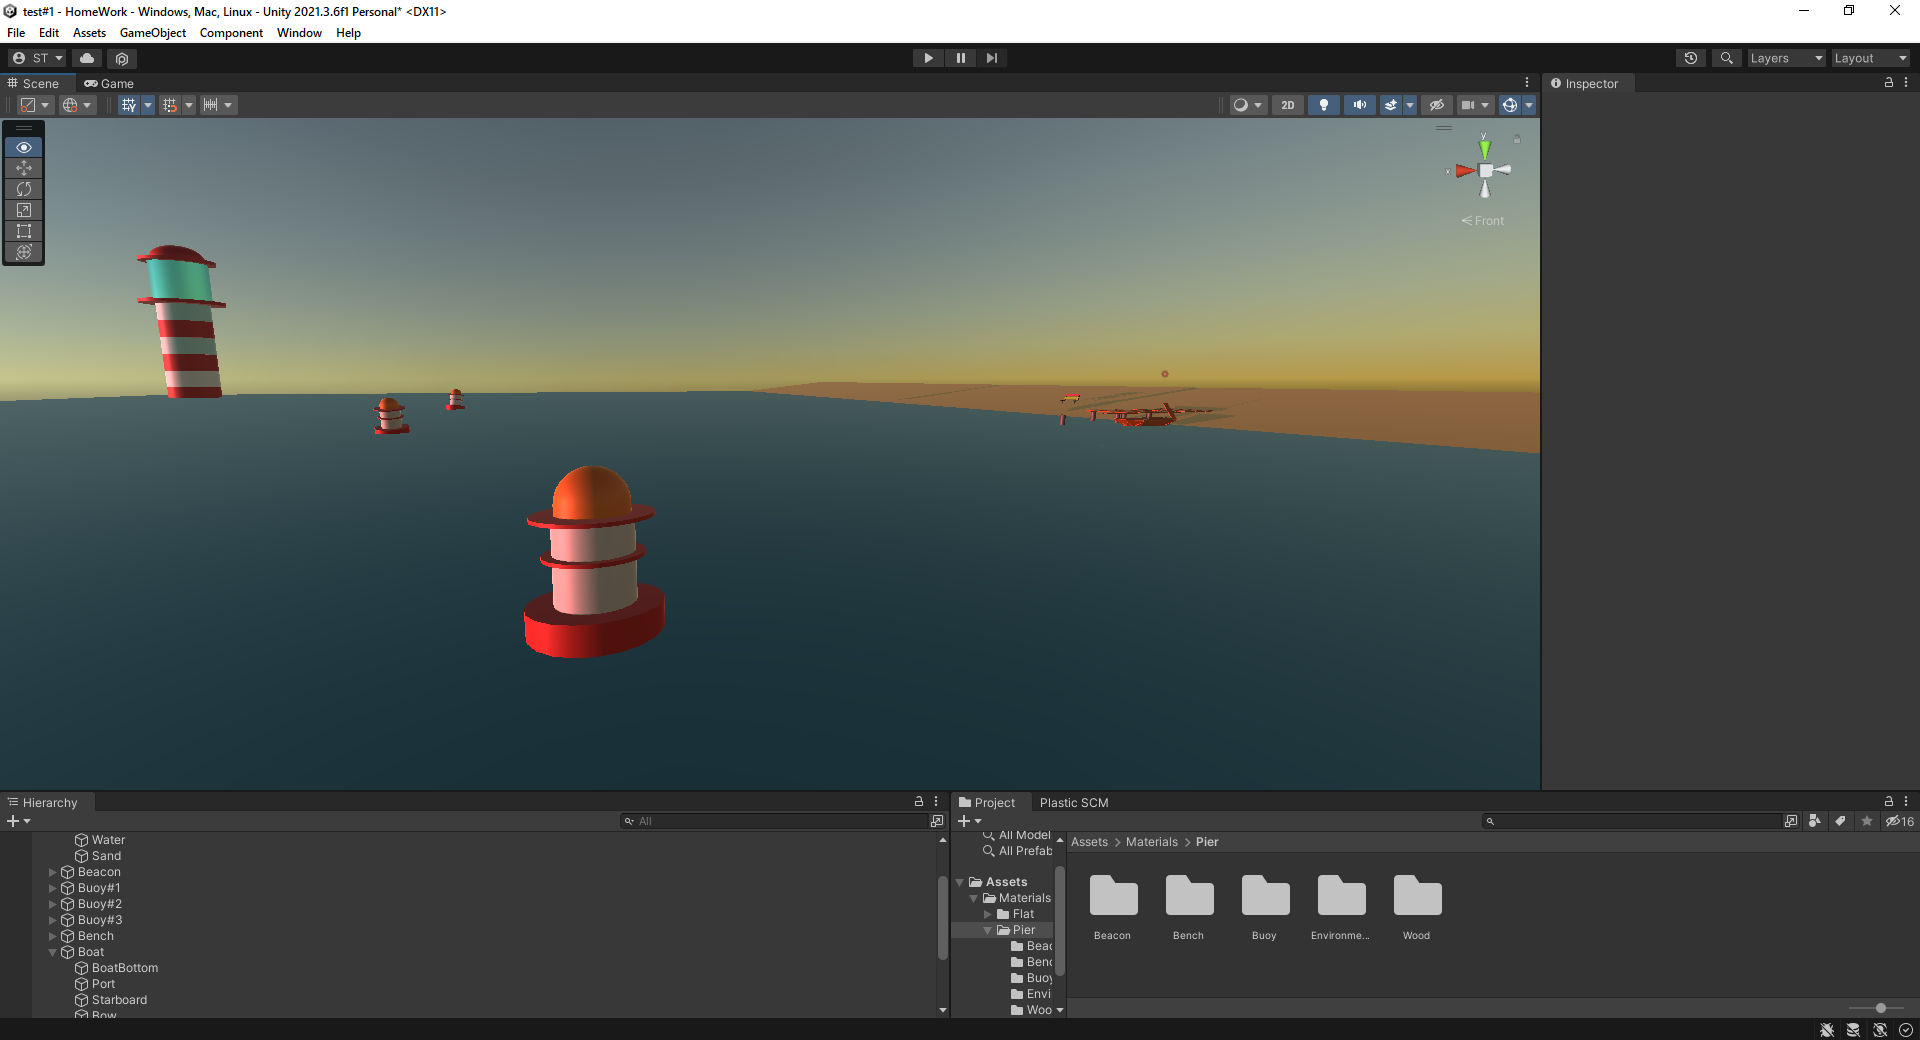 test#1 - HomeWork - Windows, Mac, Linux - Unity 2021.3.6f1 Personal* <DX11>
File Edit Assets GameObject Component Window Help
ST Layers Layout
Scene Game Inspector
2D
y
x
Front
Hierarchy
All
Water
Sand
Beacon
Buoy#1
Buoy#2
Buoy#3
Bench
Boat
BoatBottom
Port
Starboard
Bow
Project Plastic SCM
16
All Model
All Prefab
Assets
Materials
Flat
Pier
Beac
Benc
Buoy
Envi
Woo
Assets > Materials > Pier
Beacon Bench Buoy Environme... Wood